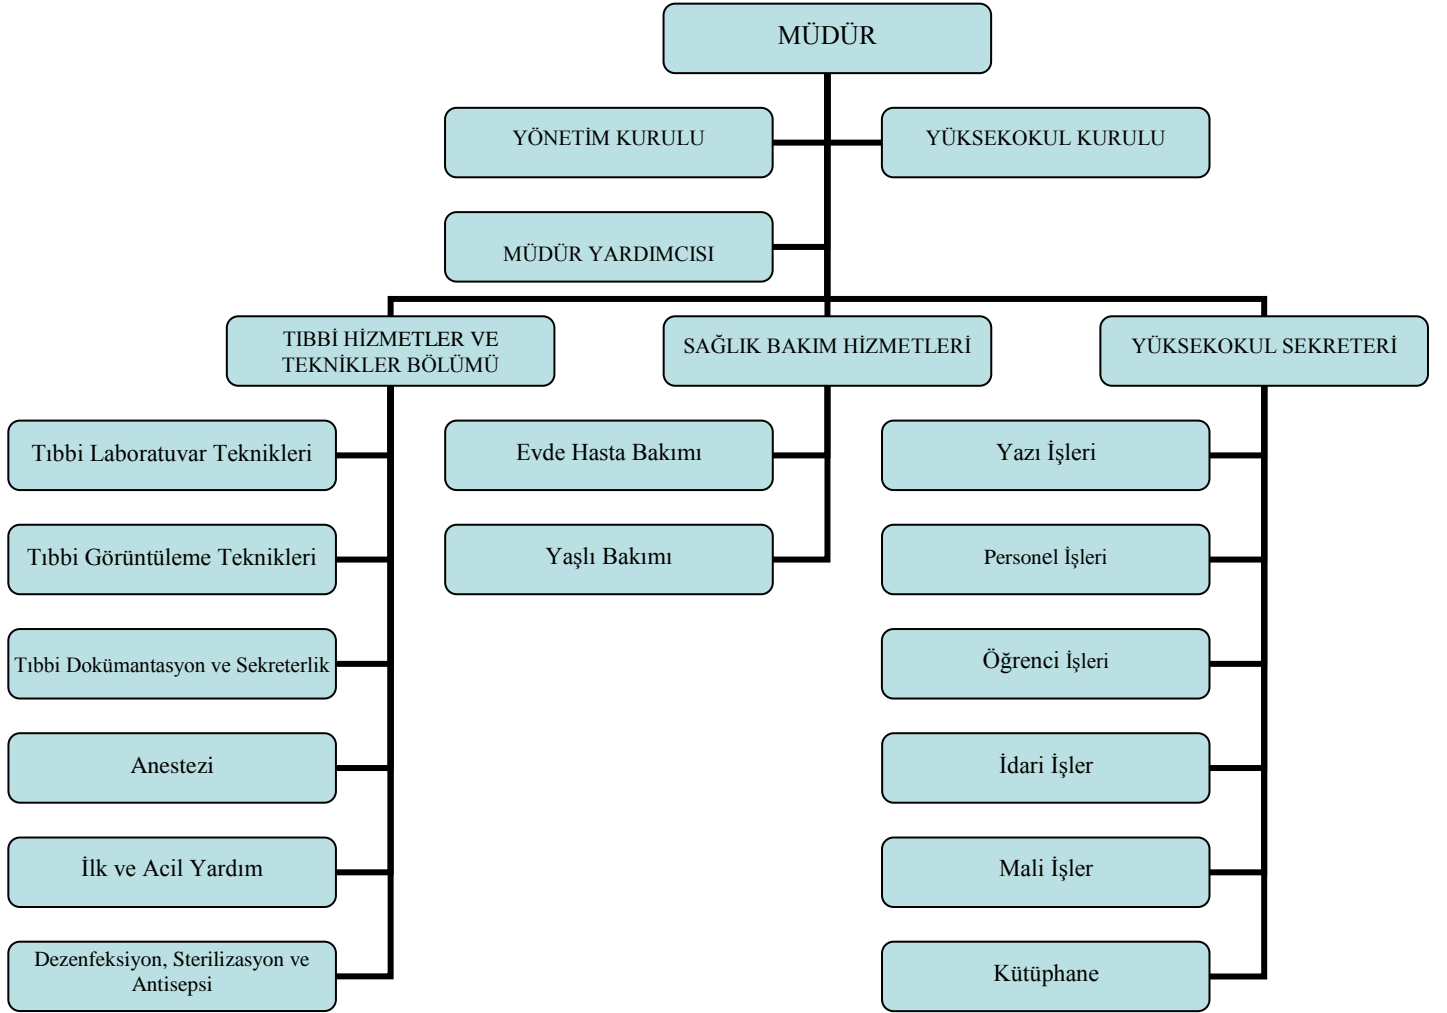 MÜDÜR
YÖNETİM KURULU
YÜKSEKOKUL KURULU
MÜDÜR YARDIMCISI
TIBBİ HİZMETLER VE
TEKNİKLER BÖLÜMÜ
SAĞLIK BAKIM HİZMETLERİ
YÜKSEKOKUL SEKRETERİ
Tıbbi Laboratuvar Teknikleri
Evde Hasta Bakımı
Yazı İşleri
Tıbbi Görüntüleme Teknikleri
Yaşlı Bakımı
Personel İşleri
Tıbbi Dokümantasyon ve Sekreterlik
Öğrenci İşleri
Anestezi
İdari İşler
İlk ve Acil Yardım
Mali İşler
Dezenfeksiyon, Sterilizasyon ve
Antisepsi
Kütüphane